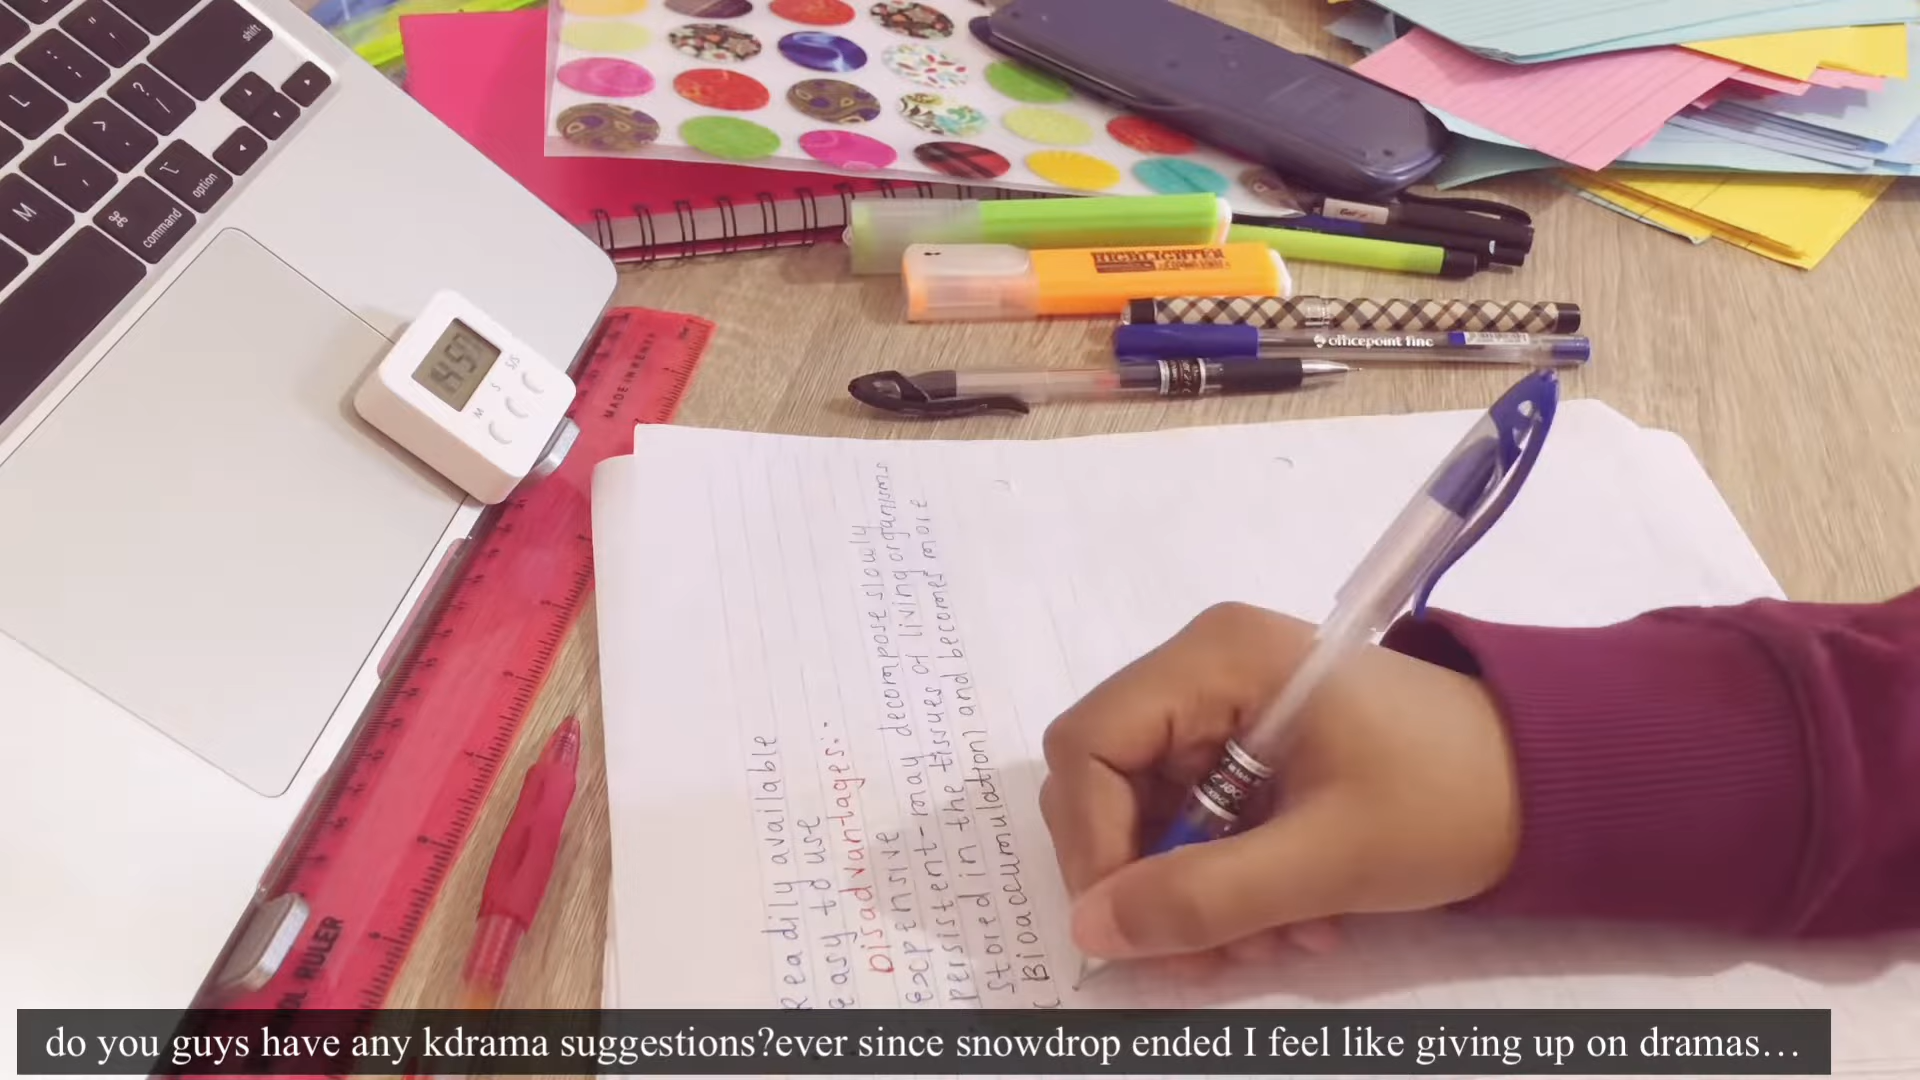 shift
L
?
/
>
.
<
,
M
⌘
command
option
M S S/S
MADE IN
RULER
HIGHLIGHTER
officepoint
Readily available
easy to use
Disadvantages:-
Expensive
persistent - may decompose slowly
stored in the tissues of living organisms
(Bioaccumulation) and becomes more
do you guys have any kdrama suggestions?ever since snowdrop ended I feel like giving up on dramas…